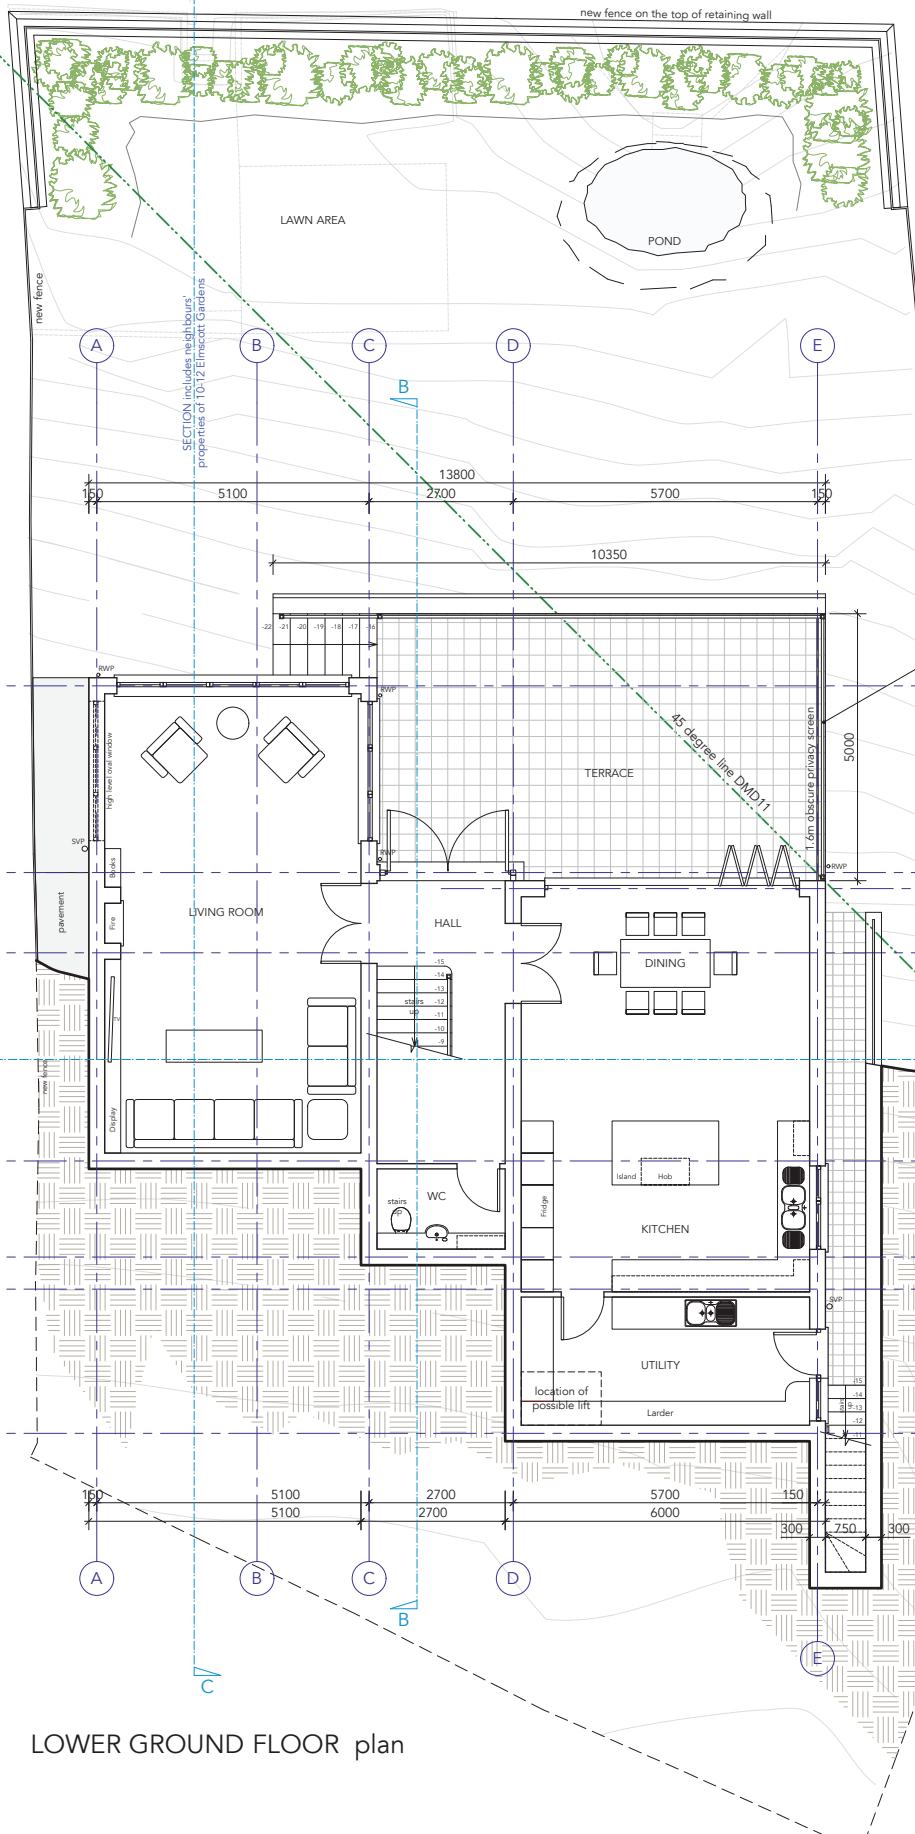 new fence on the top of retaining wall
LAWN AREA
POND
new fence
SECTION includes neighbours'
properties of 10-12 Elmscott Gardens
A
B
C
D
E
B
13800
150
5100
2700
5700
150
10350
-22
-21
-20
-19
-18
-17
-16
RWP
RWP
high level oval window
45 degree line DMD11
TERRACE
1.6m obscure privacy screen
5000
SVP
RWP
RWP
Books
pavement
Fire
LIVING ROOM
HALL
DINING
-15
-14
-13
-12
-11
-10
-9
stairs
up
TV
new fence
Display
Island
Hob
Fridge
stairs
up
WC
KITCHEN
SVP
UTILITY
location of
possible lift
Larder
-15
-14
-13
-12
-11
stairs
up
150
5100
2700
5700
150
5100
2700
6000
300
750
300
A
B
C
D
B
E
C
LOWER GROUND FLOOR plan